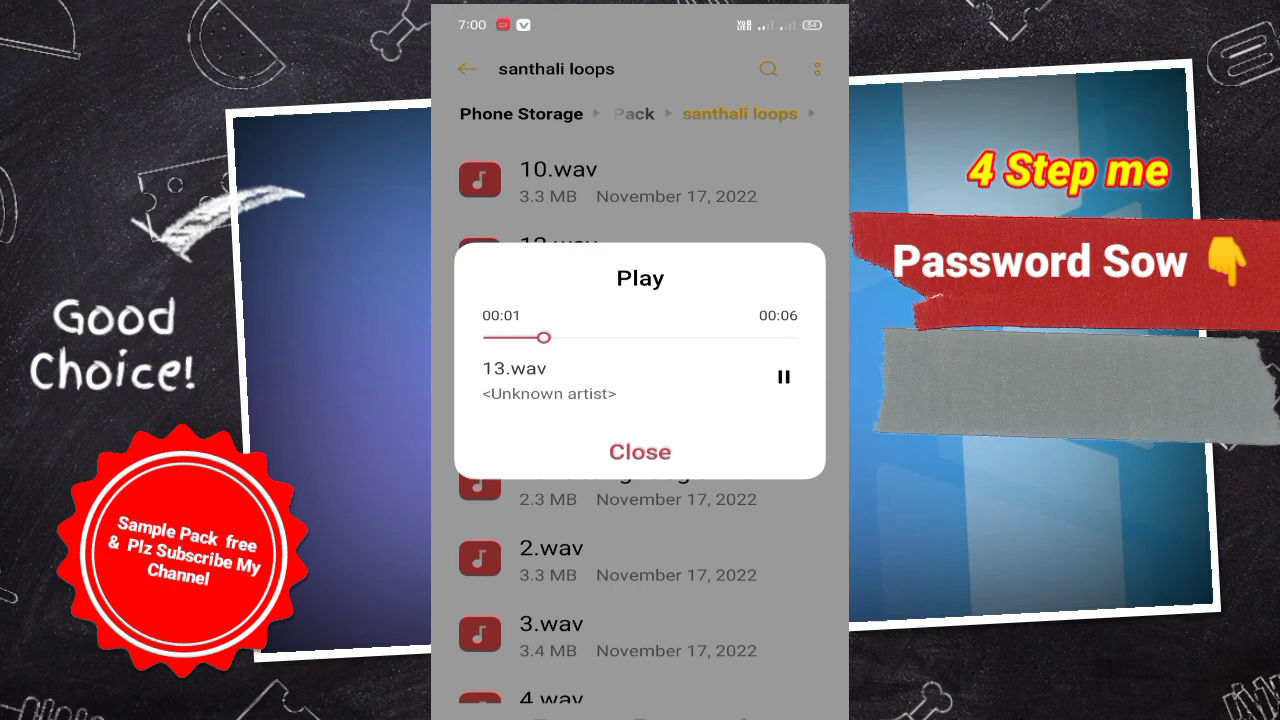 7:00
VoB LTE
54
santhali loops
Phone Storage
Pack
santhali loops
10.wav
3.3 MB November 17, 2022
Play
00:01
00:06
13.wav
<Unknown artist>
Close
2.3 MB November 17, 2022
2.wav
3.3 MB November 17, 2022
3.wav
3.4 MB November 17, 2022
4.wav
Good
Choice!
Sample Pack free
& Plz Subscribe My
Channel
4 Step me
Password Sow 👇